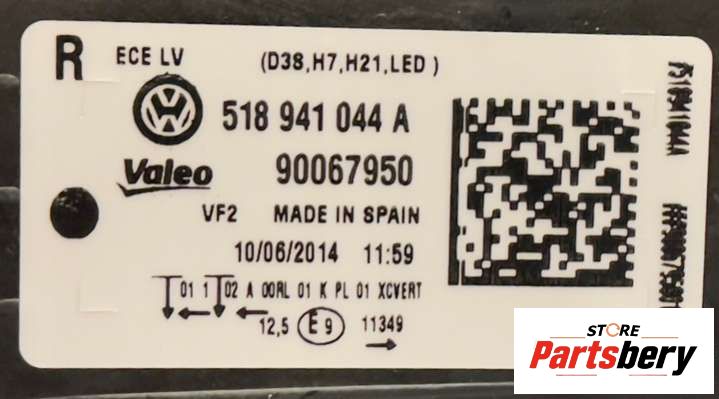 R ECE LV (D3S,H7,H21,LED)
518 941 044 A
Valeo 90067950
VF2 MADE IN SPAIN
10/06/2014 11:59
01 1 02 A 00RL 01 K PL 01 XCVERT
12,5 E9 11349
STORE
Partsbery